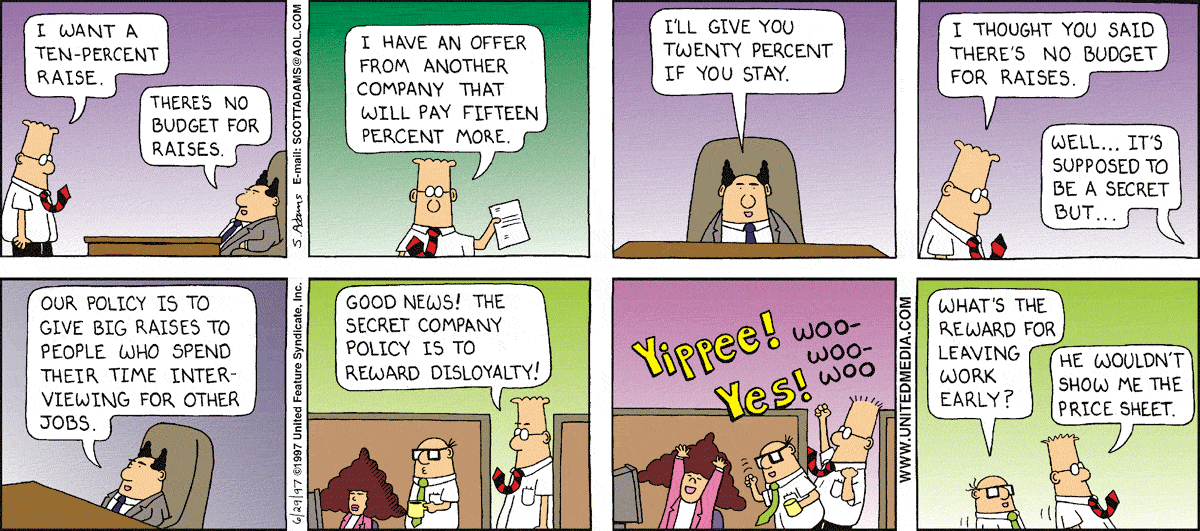 I WANT A
TEN-PERCENT
RAISE.
THERE'S NO
BUDGET FOR
RAISES.
S. Adams E-mail: SCOTTADAMS@AOL.COM
I HAVE AN OFFER
FROM ANOTHER
COMPANY THAT
WILL PAY FIFTEEN
PERCENT MORE.
I'LL GIVE YOU
TWENTY PERCENT
IF YOU STAY.
I THOUGHT YOU SAID
THERE'S NO BUDGET
FOR RAISES.
WELL... IT'S
SUPPOSED TO
BE A SECRET
BUT...
OUR POLICY IS TO
GIVE BIG RAISES TO
PEOPLE WHO SPEND
THEIR TIME INTER-
VIEWING FOR OTHER
JOBS.
6/29/97 ©1997 United Feature Syndicate, Inc.
GOOD NEWS! THE
SECRET COMPANY
POLICY IS TO
REWARD DISLOYALTY!
Yippee!
WOO-
WOO-
WOO
Yes!
WWW.UNITEDMEDIA.COM
WHAT'S THE
REWARD FOR
LEAVING
WORK
EARLY?
HE WOULDN'T
SHOW ME THE
PRICE SHEET.